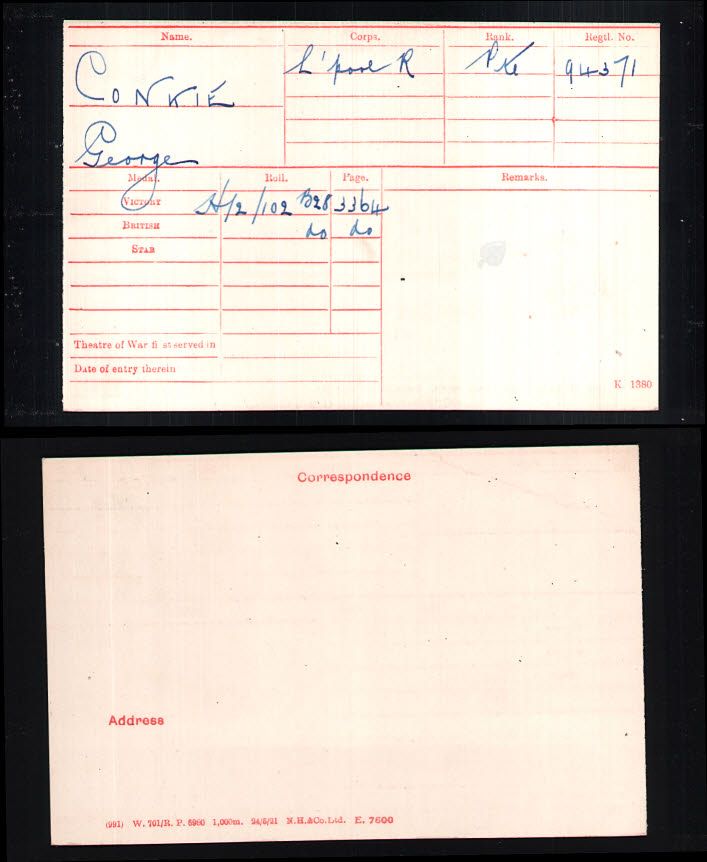 Name. Corps. Rank. Regtl. No.
CONKIE L'pool R Pte 94371
George
Medal. Roll. Page. Remarks.
VICTORY H/2/102 B28 3364
BRITISH do do
STAR
Theatre of War first served in
Date of entry therein
K. 1380
Correspondence
Address
(991) W. 791/R. P. 6960 1,000m. 24/5/21 N.H.&Co.Ltd. E. 7600